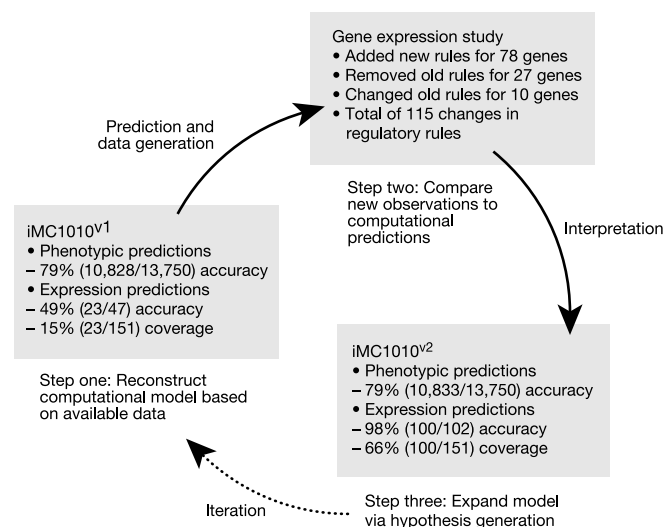 Gene expression study
• Added new rules for 78 genes
• Removed old rules for 27 genes
• Changed old rules for 10 genes
• Total of 115 changes in
regulatory rules
Prediction and
data generation
Step two: Compare
new observations to
computational
predictions
Interpretation
iMC1010v1
• Phenotypic predictions
– 79% (10,828/13,750) accuracy
• Expression predictions
– 49% (23/47) accuracy
– 15% (23/151) coverage
Step one: Reconstruct
computational model based
on available data
iMC1010v2
• Phenotypic predictions
– 79% (10,833/13,750) accuracy
• Expression predictions
– 98% (100/102) accuracy
– 66% (100/151) coverage
Iteration
Step three: Expand model
via hypothesis generation